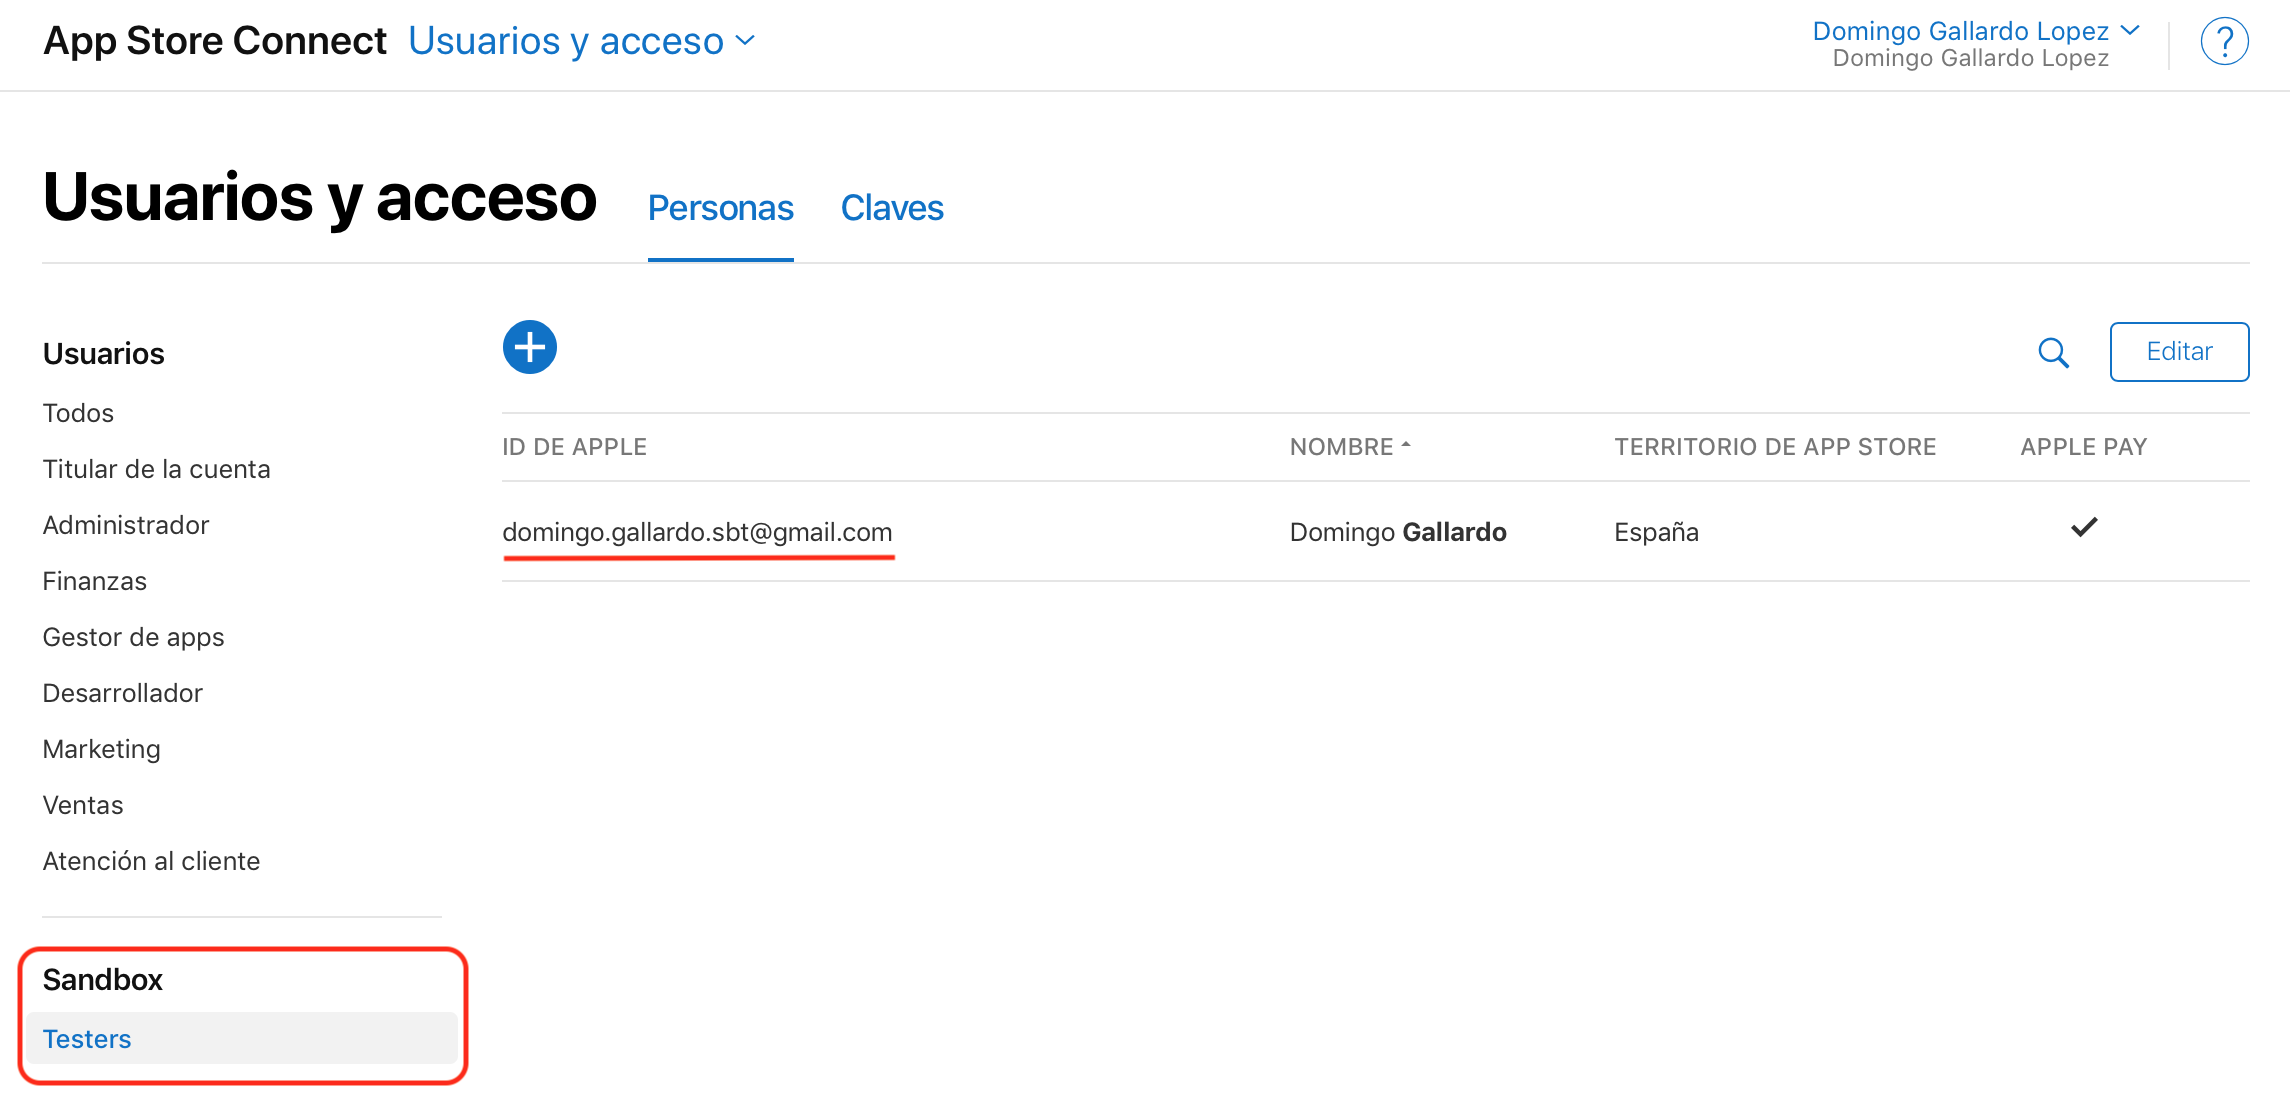 App Store Connect Usuarios y acceso
Domingo Gallardo Lopez
Domingo Gallardo Lopez
?
Usuarios y acceso Personas Claves
Usuarios
Todos
Titular de la cuenta
Administrador
Finanzas
Gestor de apps
Desarrollador
Marketing
Ventas
Atención al cliente
Sandbox
Testers
Editar
ID DE APPLE NOMBRE TERRITORIO DE APP STORE APPLE PAY
domingo.gallardo.sbt@gmail.com Domingo Gallardo España